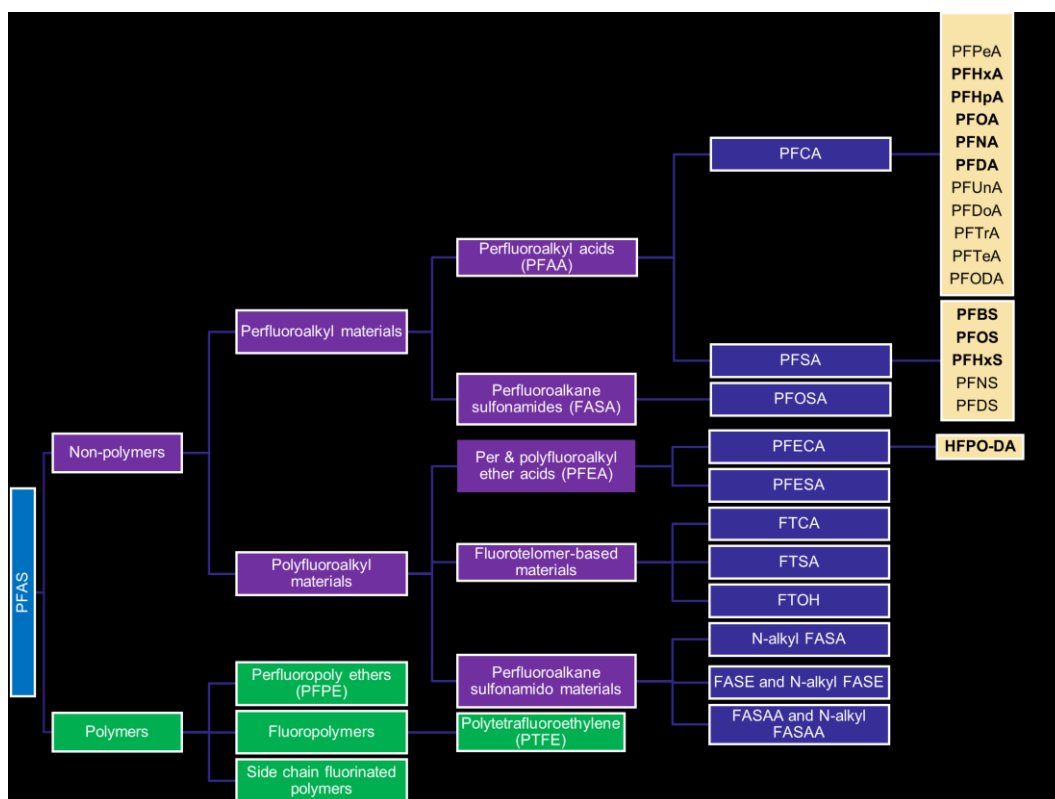 PFAS
Non-polymers
Polymers
Perfluoroalkyl materials
Polyfluoroalkyl
materials
Perfluoropoly ethers
(PFPE)
Fluoropolymers
Side chain fluorinated
polymers
Perfluoroalkyl acids
(PFAA)
Perfluoroalkane
sulfonamides (FASA)
Per & polyfluoroalkyl
ether acids (PFEA)
Fluorotelomer-based
materials
Perfluoroalkane
sulfonamido materials
Polytetrafluoroethylene
(PTFE)
PFCA
PFSA
PFOSA
PFECA
PFESA
FTCA
FTSA
FTOH
N-alkyl FASA
FASE and N-alkyl FASE
FASAA and N-alkyl
FASAA
PFPeA
PFHxA
PFHpA
PFOA
PFNA
PFDA
PFUnA
PFDoA
PFTrA
PFTeA
PFODA
PFBS
PFOS
PFHxS
PFNS
PFDS
HFPO-DA